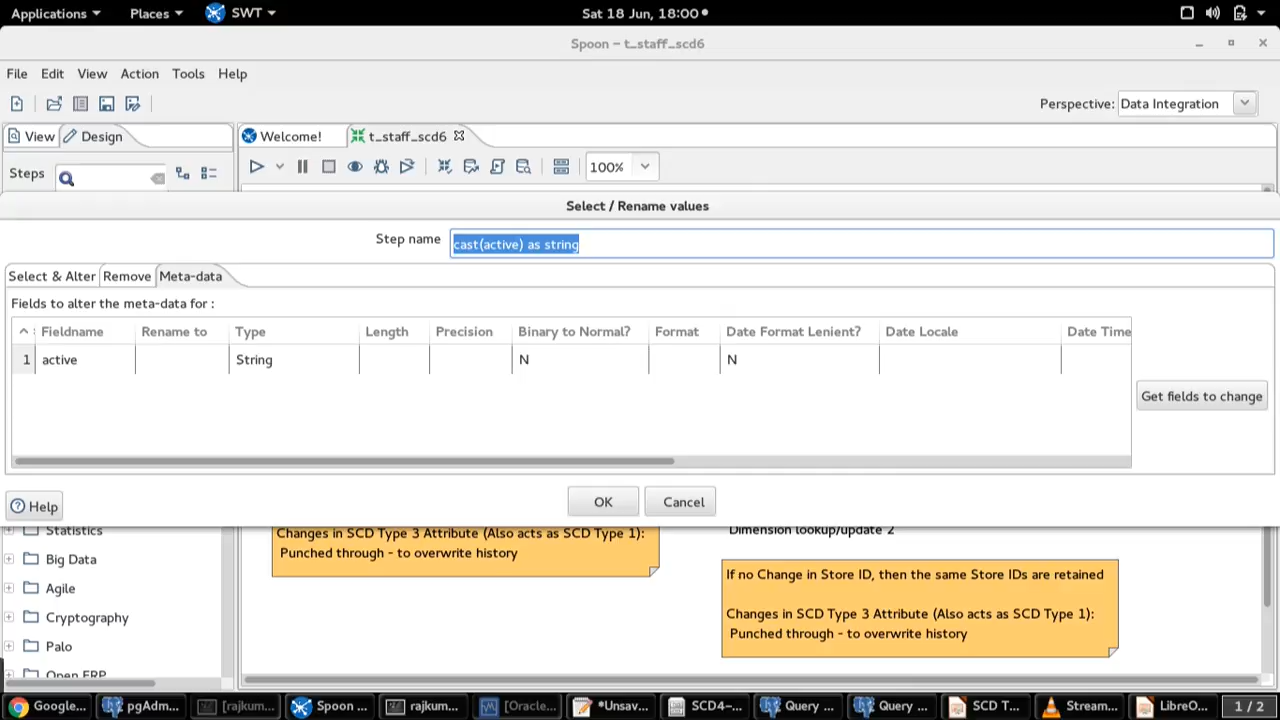 Applications Places SWT Sat 18 Jun, 18:00
Spoon - t_staff_scd6
File Edit View Action Tools Help
Perspective: Data Integration
View Design Welcome! t_staff_scd6
Steps 100%
Select / Rename values
Step name cast(active) as string
Select & Alter Remove Meta-data
Fields to alter the meta-data for :
Fieldname Rename to Type Length Precision Binary to Normal? Format Date Format Lenient? Date Locale Date Time
1 active String N N
Get fields to change
OK Cancel
Help
Statistics
Big Data
Agile
Cryptography
Palo
Open ERP
Changes in SCD Type 3 Attribute (Also acts as SCD Type 1):
Punched through - to overwrite history
Dimension lookup/update 2
If no Change in Store ID, then the same Store IDs are retained
Changes in SCD Type 3 Attribute (Also acts as SCD Type 1):
Punched through - to overwrite history
Google... pgAdm... [rajkum... Spoon ... rajkum... [Oracle... *Unsav... SCD4-... Query ... Query ... SCD T... Stream... LibreO... 1 / 2